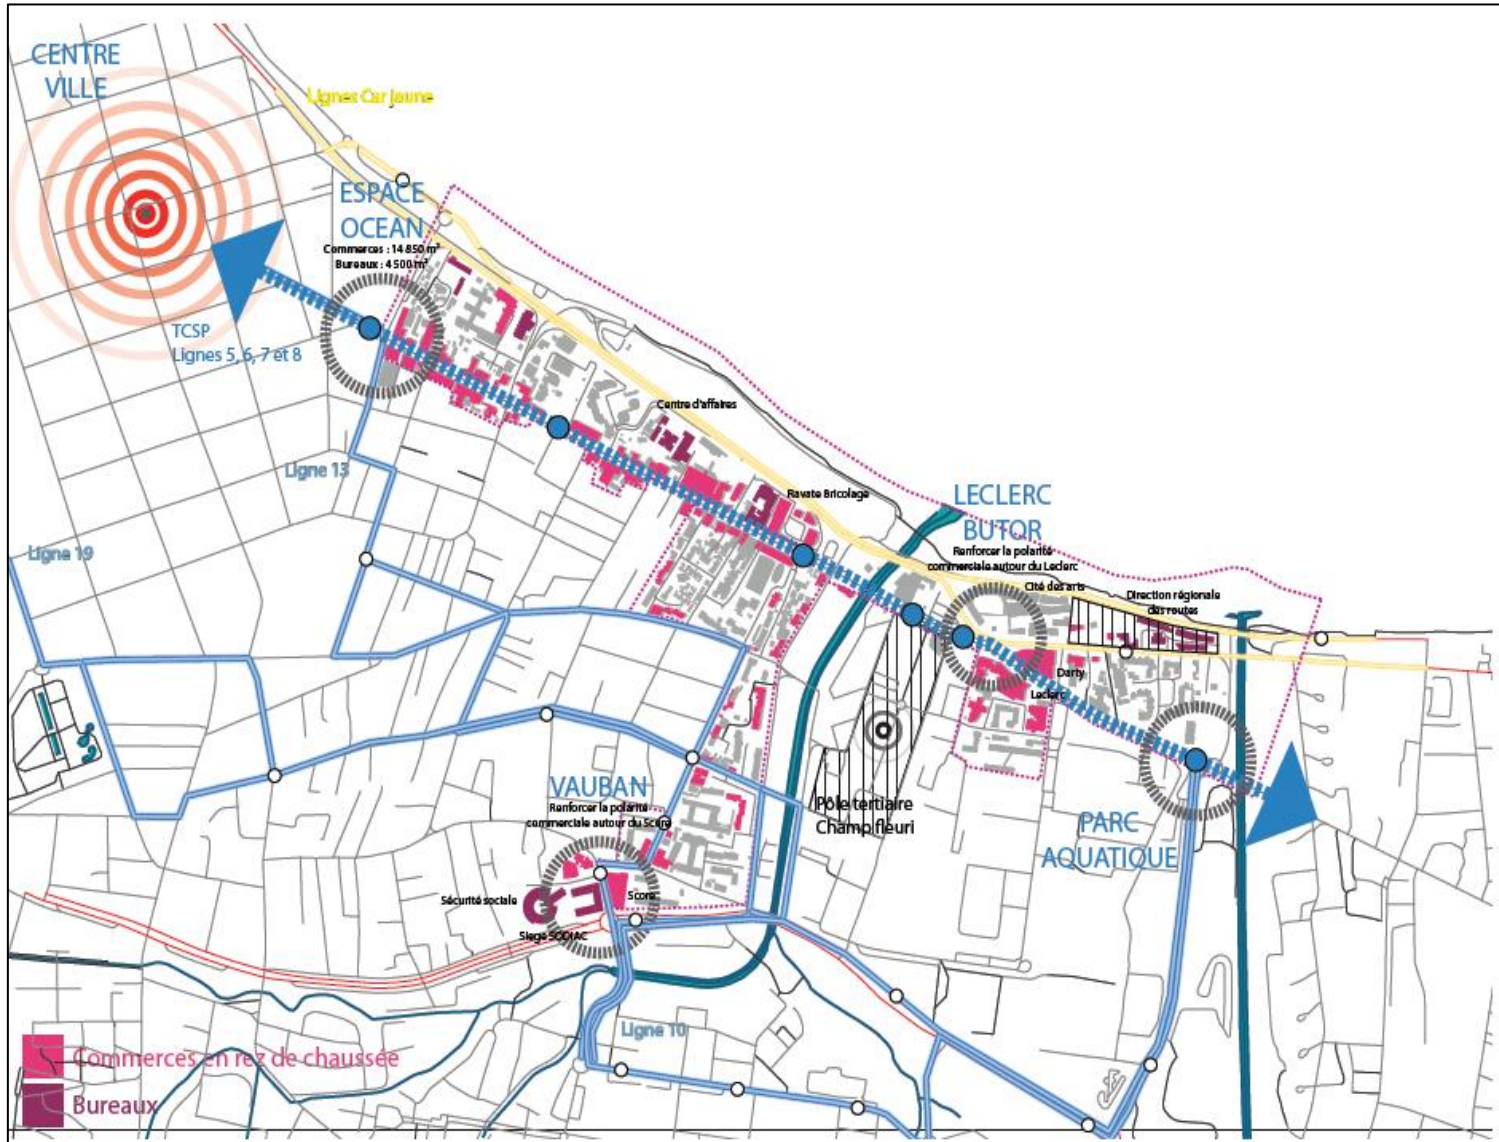 CENTRE
VILLE
Lignes Car jaune
ESPACE
OCEAN
Commerces : 14 850 m²
Bureaux : 4 500 m²
TCSP
Lignes 5, 6, 7 et 8
Centre d'affaires
Ligne 13
Ravate Bricolage
LECLERC
BUTOR
Renforcer la polarité
commerciale autour du Leclerc
Cité des arts
Direction régionale
des routes
Ligne 19
Darty
Leclerc
VAUBAN
Renforcer la polarité
commerciale autour du Score
Pôle tertiaire
Champ fleuri
PARC
AQUATIQUE
Sécurité sociale
Score
Siege SODIAC
Ligne 10
Commerces en rez de chaussée
Bureaux